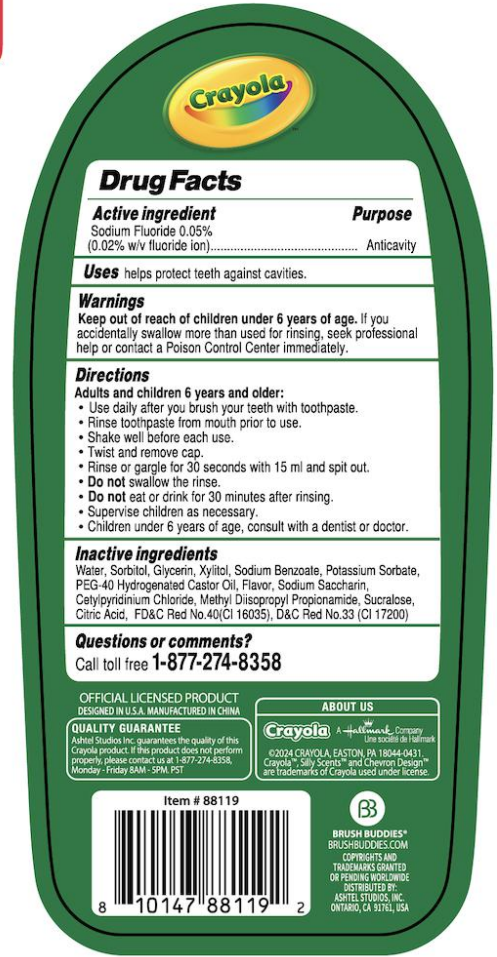 Crayola
Drug Facts
Active ingredient Purpose
Sodium Fluoride 0.05%
(0.02% w/v fluoride ion)................................................ Anticavity
Uses helps protect teeth against cavities.
Warnings
Keep out of reach of children under 6 years of age. If you
accidentally swallow more than used for rinsing, seek professional
help or contact a Poison Control Center immediately.
Directions
Adults and children 6 years and older:
• Use daily after you brush your teeth with toothpaste.
• Rinse toothpaste from mouth prior to use.
• Shake well before each use.
• Twist and remove cap.
• Rinse or gargle for 30 seconds with 15 ml and spit out.
• Do not swallow the rinse.
• Do not eat or drink for 30 minutes after rinsing.
• Supervise children as necessary.
• Children under 6 years of age, consult with a dentist or doctor.
Inactive ingredients
Water, Sorbitol, Glycerin, Xylitol, Sodium Benzoate, Potassium Sorbate,
PEG-40 Hydrogenated Castor Oil, Flavor, Sodium Saccharin,
Cetylpyridinium Chloride, Methyl Diisopropyl Propionamide, Sucralose,
Citric Acid, FD&C Red No.40(CI 16035), D&C Red No.33 (CI 17200)
Questions or comments?
Call toll free 1-877-274-8358
OFFICIAL LICENSED PRODUCT
DESIGNED IN U.S.A. MANUFACTURED IN CHINA
QUALITY GUARANTEE
Ashtel Studios Inc. guarantees the quality of this
Crayola product. If this product does not perform
properly, please contact us at 1-877-274-8358,
Monday - Friday 8AM - 5PM. PST
ABOUT US
Crayola A Hallmark Company
Une société de Hallmark
©2024 CRAYOLA, EASTON, PA 18044-0431.
Crayola™, Silly Scents™ and Chevron Design™
are trademarks of Crayola used under license.
Item # 88119
8 10147 88119 2
BB
BRUSH BUDDIES®
BRUSHBUDDIES.COM
COPYRIGHTS AND
TRADEMARKS GRANTED
OR PENDING WORLDWIDE
DISTRIBUTED BY:
ASHTEL STUDIOS, INC.
ONTARIO, CA 91761, USA